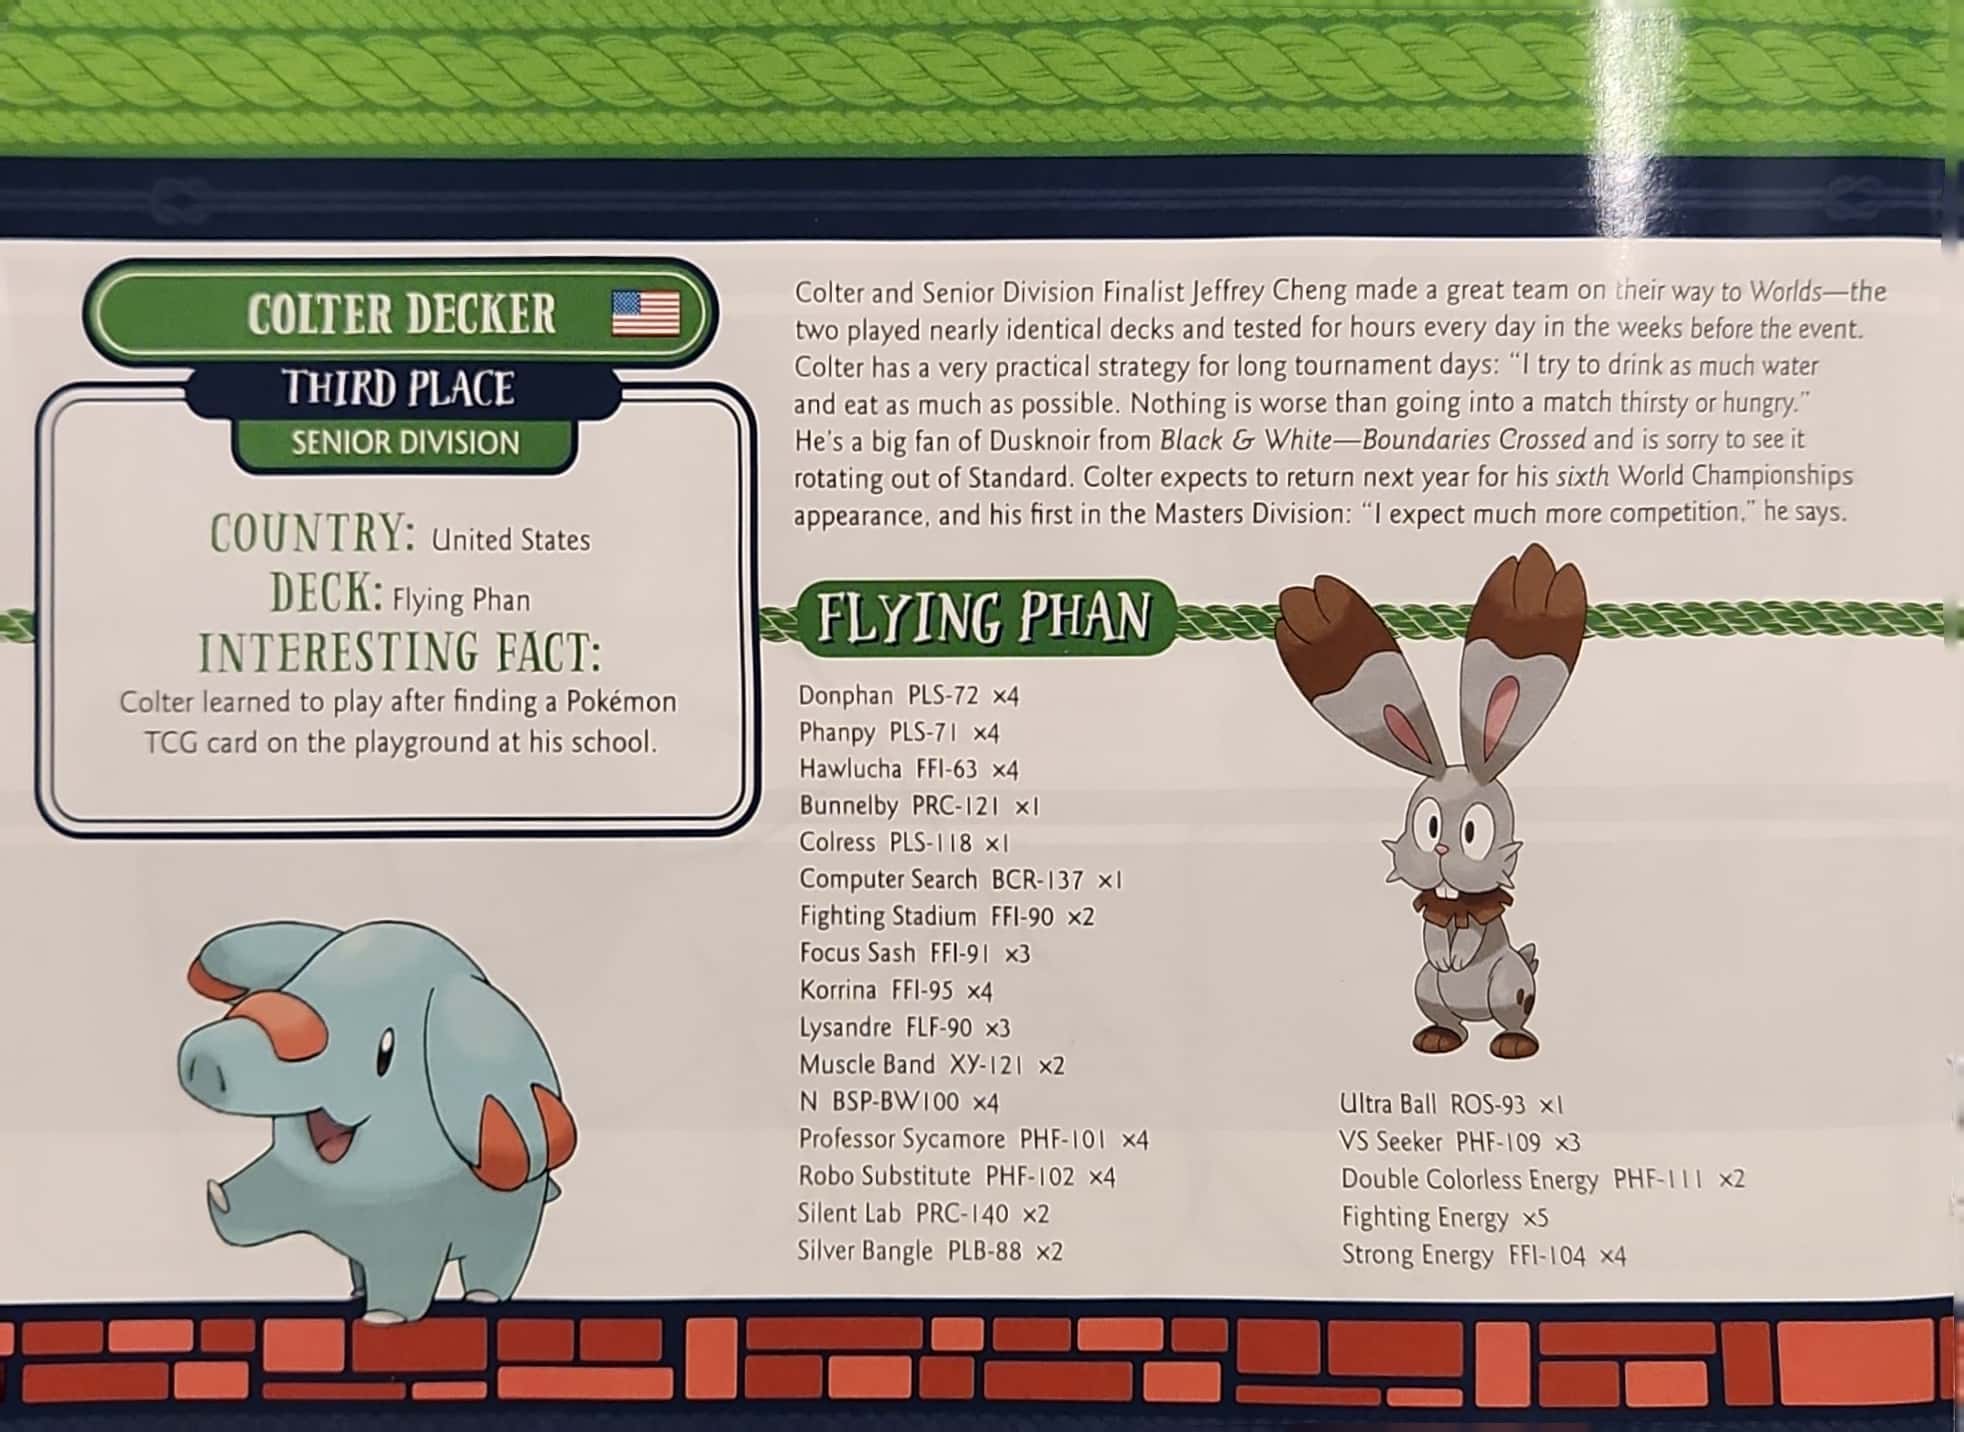 COLTER DECKER
THIRD PLACE
SENIOR DIVISION
COUNTRY: United States
DECK: Flying Phan
INTERESTING FACT:
Colter learned to play after finding a Pokémon
TCG card on the playground at his school.
Colter and Senior Division Finalist Jeffrey Cheng made a great team on their way to Worlds—the
two played nearly identical decks and tested for hours every day in the weeks before the event.
Colter has a very practical strategy for long tournament days: “I try to drink as much water
and eat as much as possible. Nothing is worse than going into a match thirsty or hungry.”
He's a big fan of Dusknoir from Black & White—Boundaries Crossed and is sorry to see it
rotating out of Standard. Colter expects to return next year for his sixth World Championships
appearance, and his first in the Masters Division: “I expect much more competition,” he says.
FLYING PHAN
Donphan PLS-72 ×4
Phanpy PLS-71 ×4
Hawlucha FFI-63 ×4
Bunnelby PRC-121 ×1
Colress PLS-118 ×1
Computer Search BCR-137 ×1
Fighting Stadium FFI-90 ×2
Focus Sash FFI-91 ×3
Korrina FFI-95 ×4
Lysandre FLF-90 ×3
Muscle Band XY-121 ×2
N BSP-BW100 ×4
Professor Sycamore PHF-101 ×4
Robo Substitute PHF-102 ×4
Silent Lab PRC-140 ×2
Silver Bangle PLB-88 ×2
Ultra Ball ROS-93 ×1
VS Seeker PHF-109 ×3
Double Colorless Energy PHF-111 ×2
Fighting Energy ×5
Strong Energy FFI-104 ×4